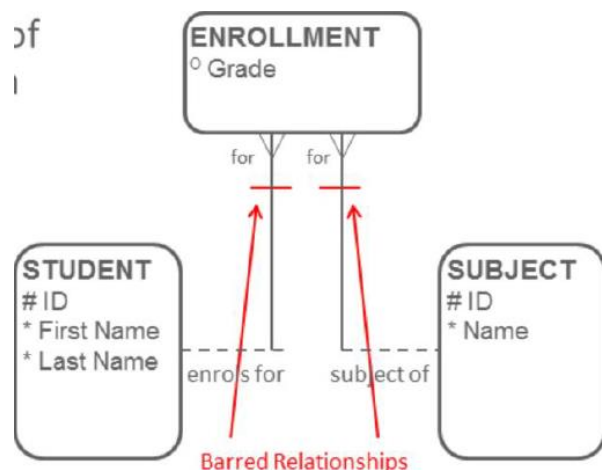 of
ENROLLMENT
o Grade
for
for
STUDENT
# ID
* First Name
* Last Name
SUBJECT
# ID
* Name
enrols for
subject of
Barred Relationships